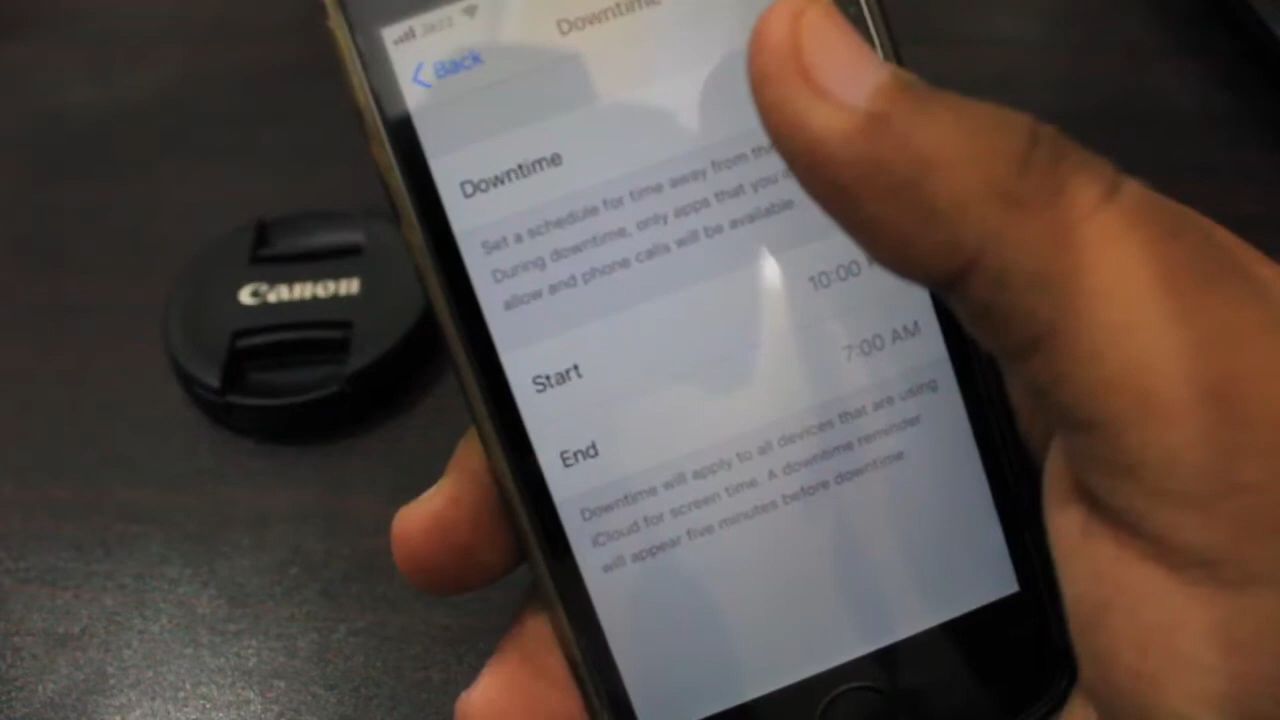 Jazz
Downtime
Back
Downtime
Set a schedule for time away from the
During downtime, only apps that you
allow and phone calls will be available
10:00
Start
7:00 AM
End
Downtime will apply to all devices that are using
iCloud for screen time. A downtime reminder
will appear five minutes before downtime
Canon